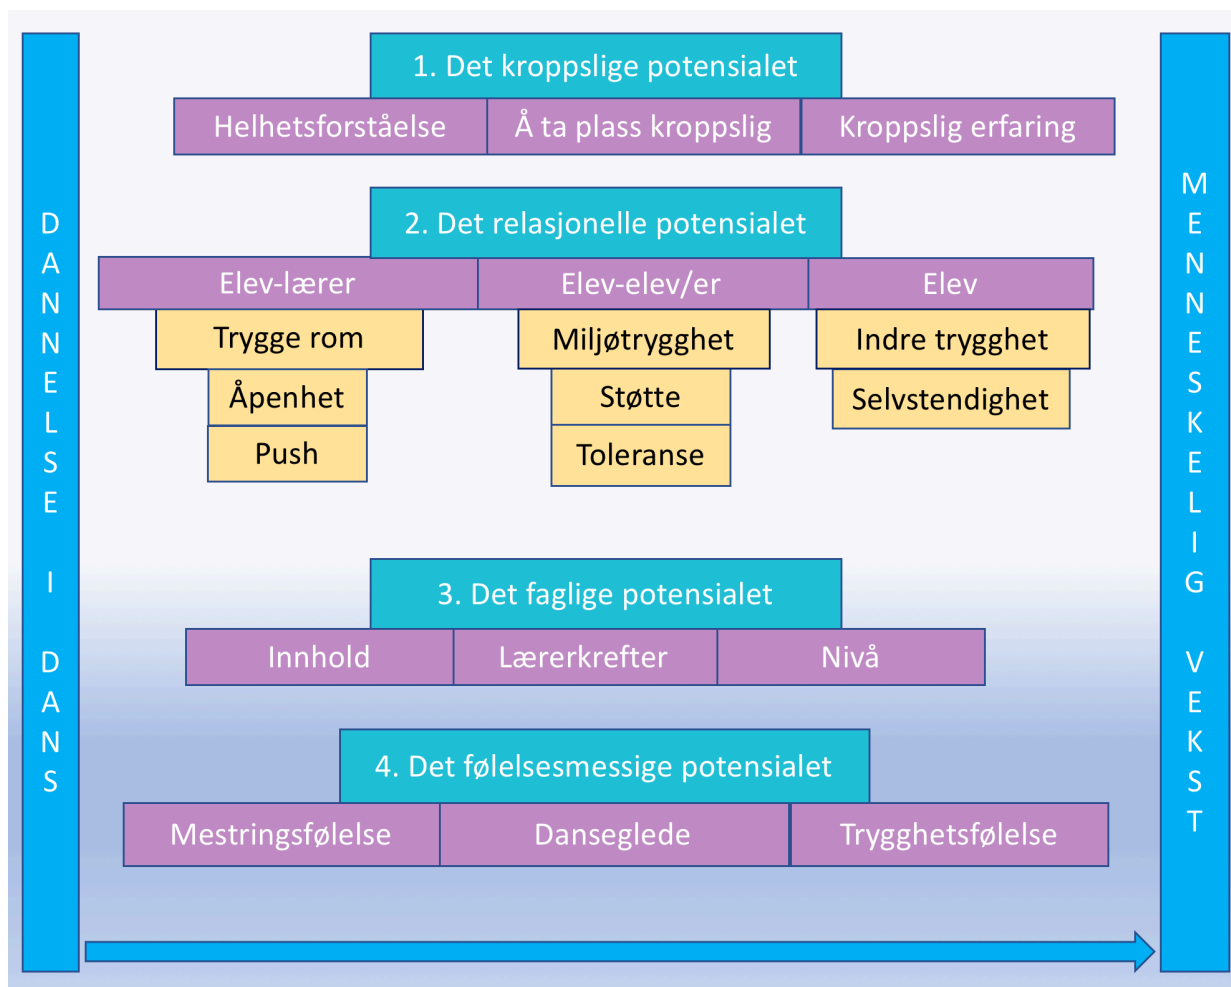 DANNELSE I DANS
1. Det kroppslige potensialet
Helhetsforståelse
Å ta plass kroppslig
Kroppslig erfaring
2. Det relasjonelle potensialet
Elev-lærer
Elev-elev/er
Elev
Trygge rom
Miljøtrygghet
Indre trygghet
Åpenhet
Støtte
Selvstendighet
Push
Toleranse
3. Det faglige potensialet
Innhold
Lærerkrefter
Nivå
4. Det følelsesmessige potensialet
Mestringsfølelse
Danseglede
Trygghetsfølelse
MENNESKELIG VEKST